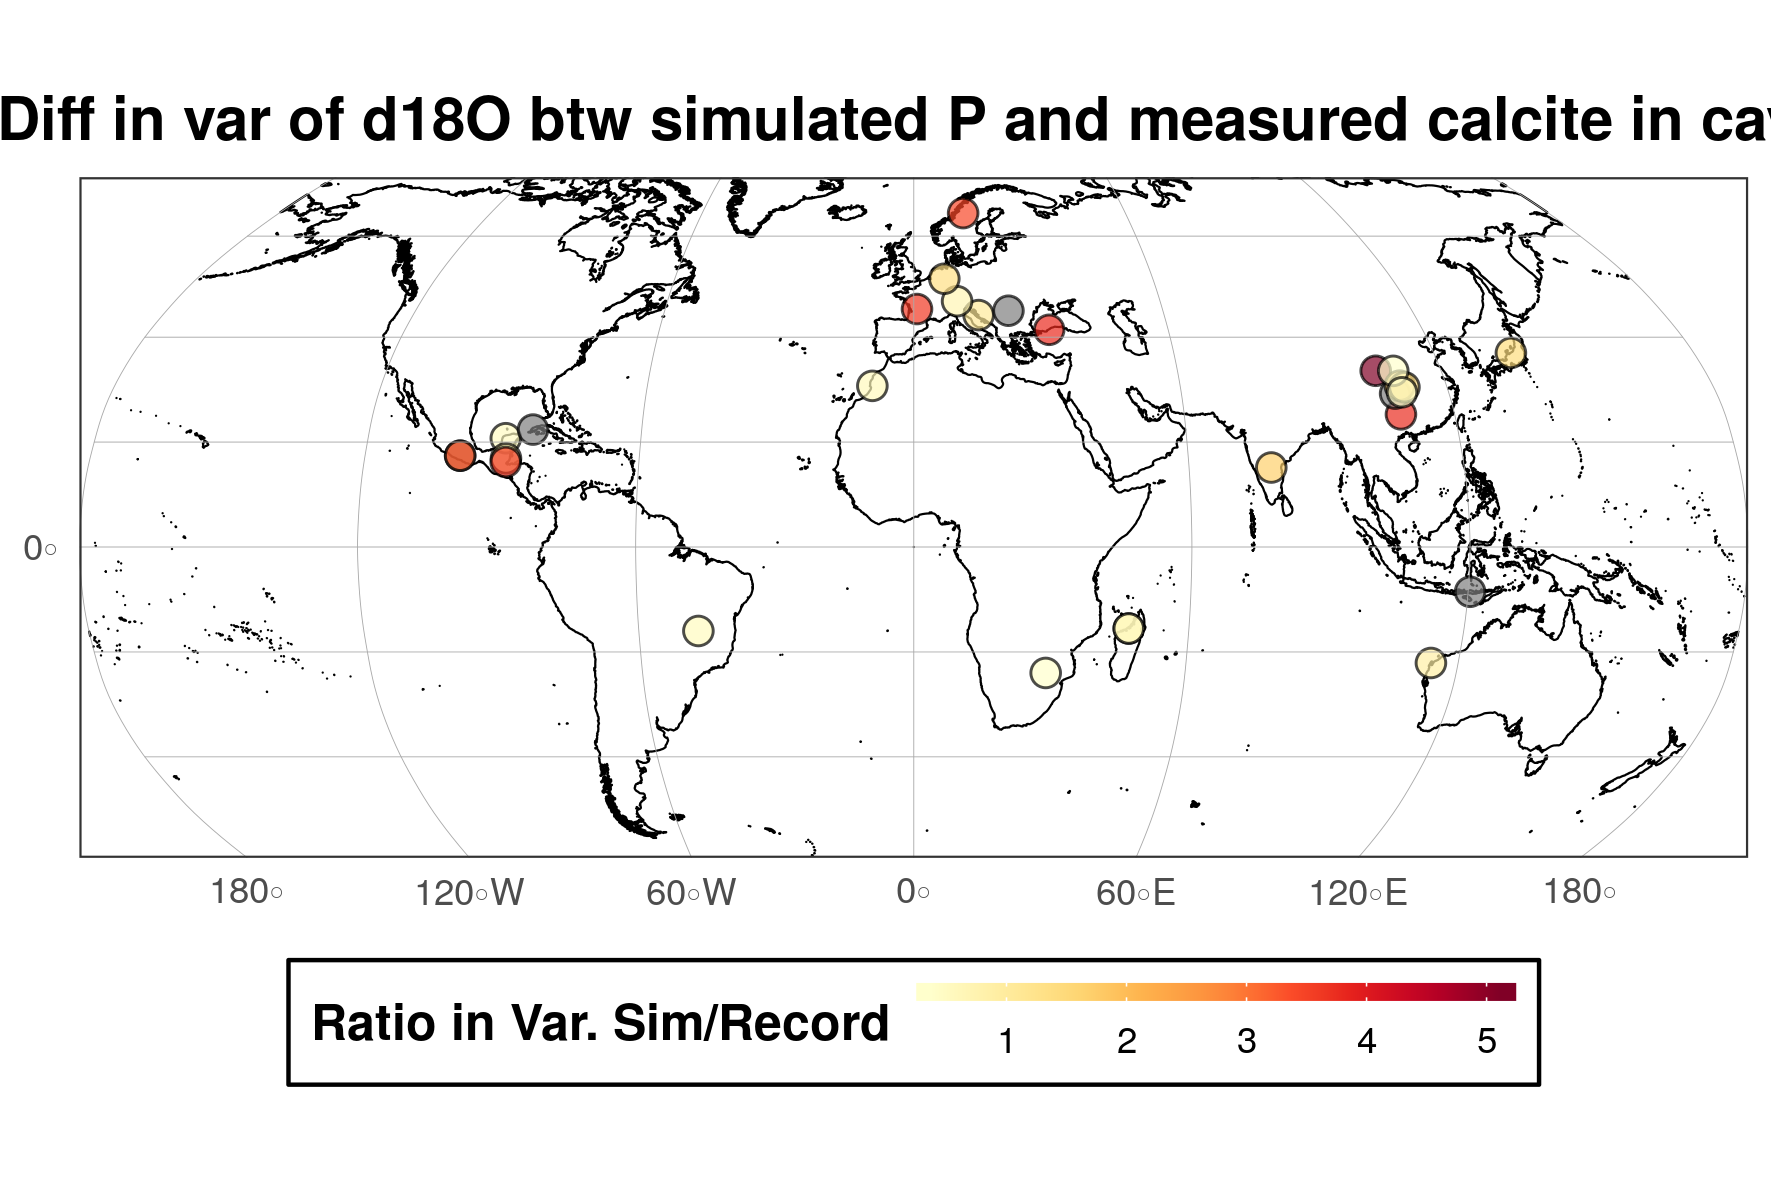 Diff in var of d18O btw simulated P and measured calcite in cav
0°
180° 120°W 60°W 0° 60°E 120°E 180°
Ratio in Var. Sim/Record
1 2 3 4 5